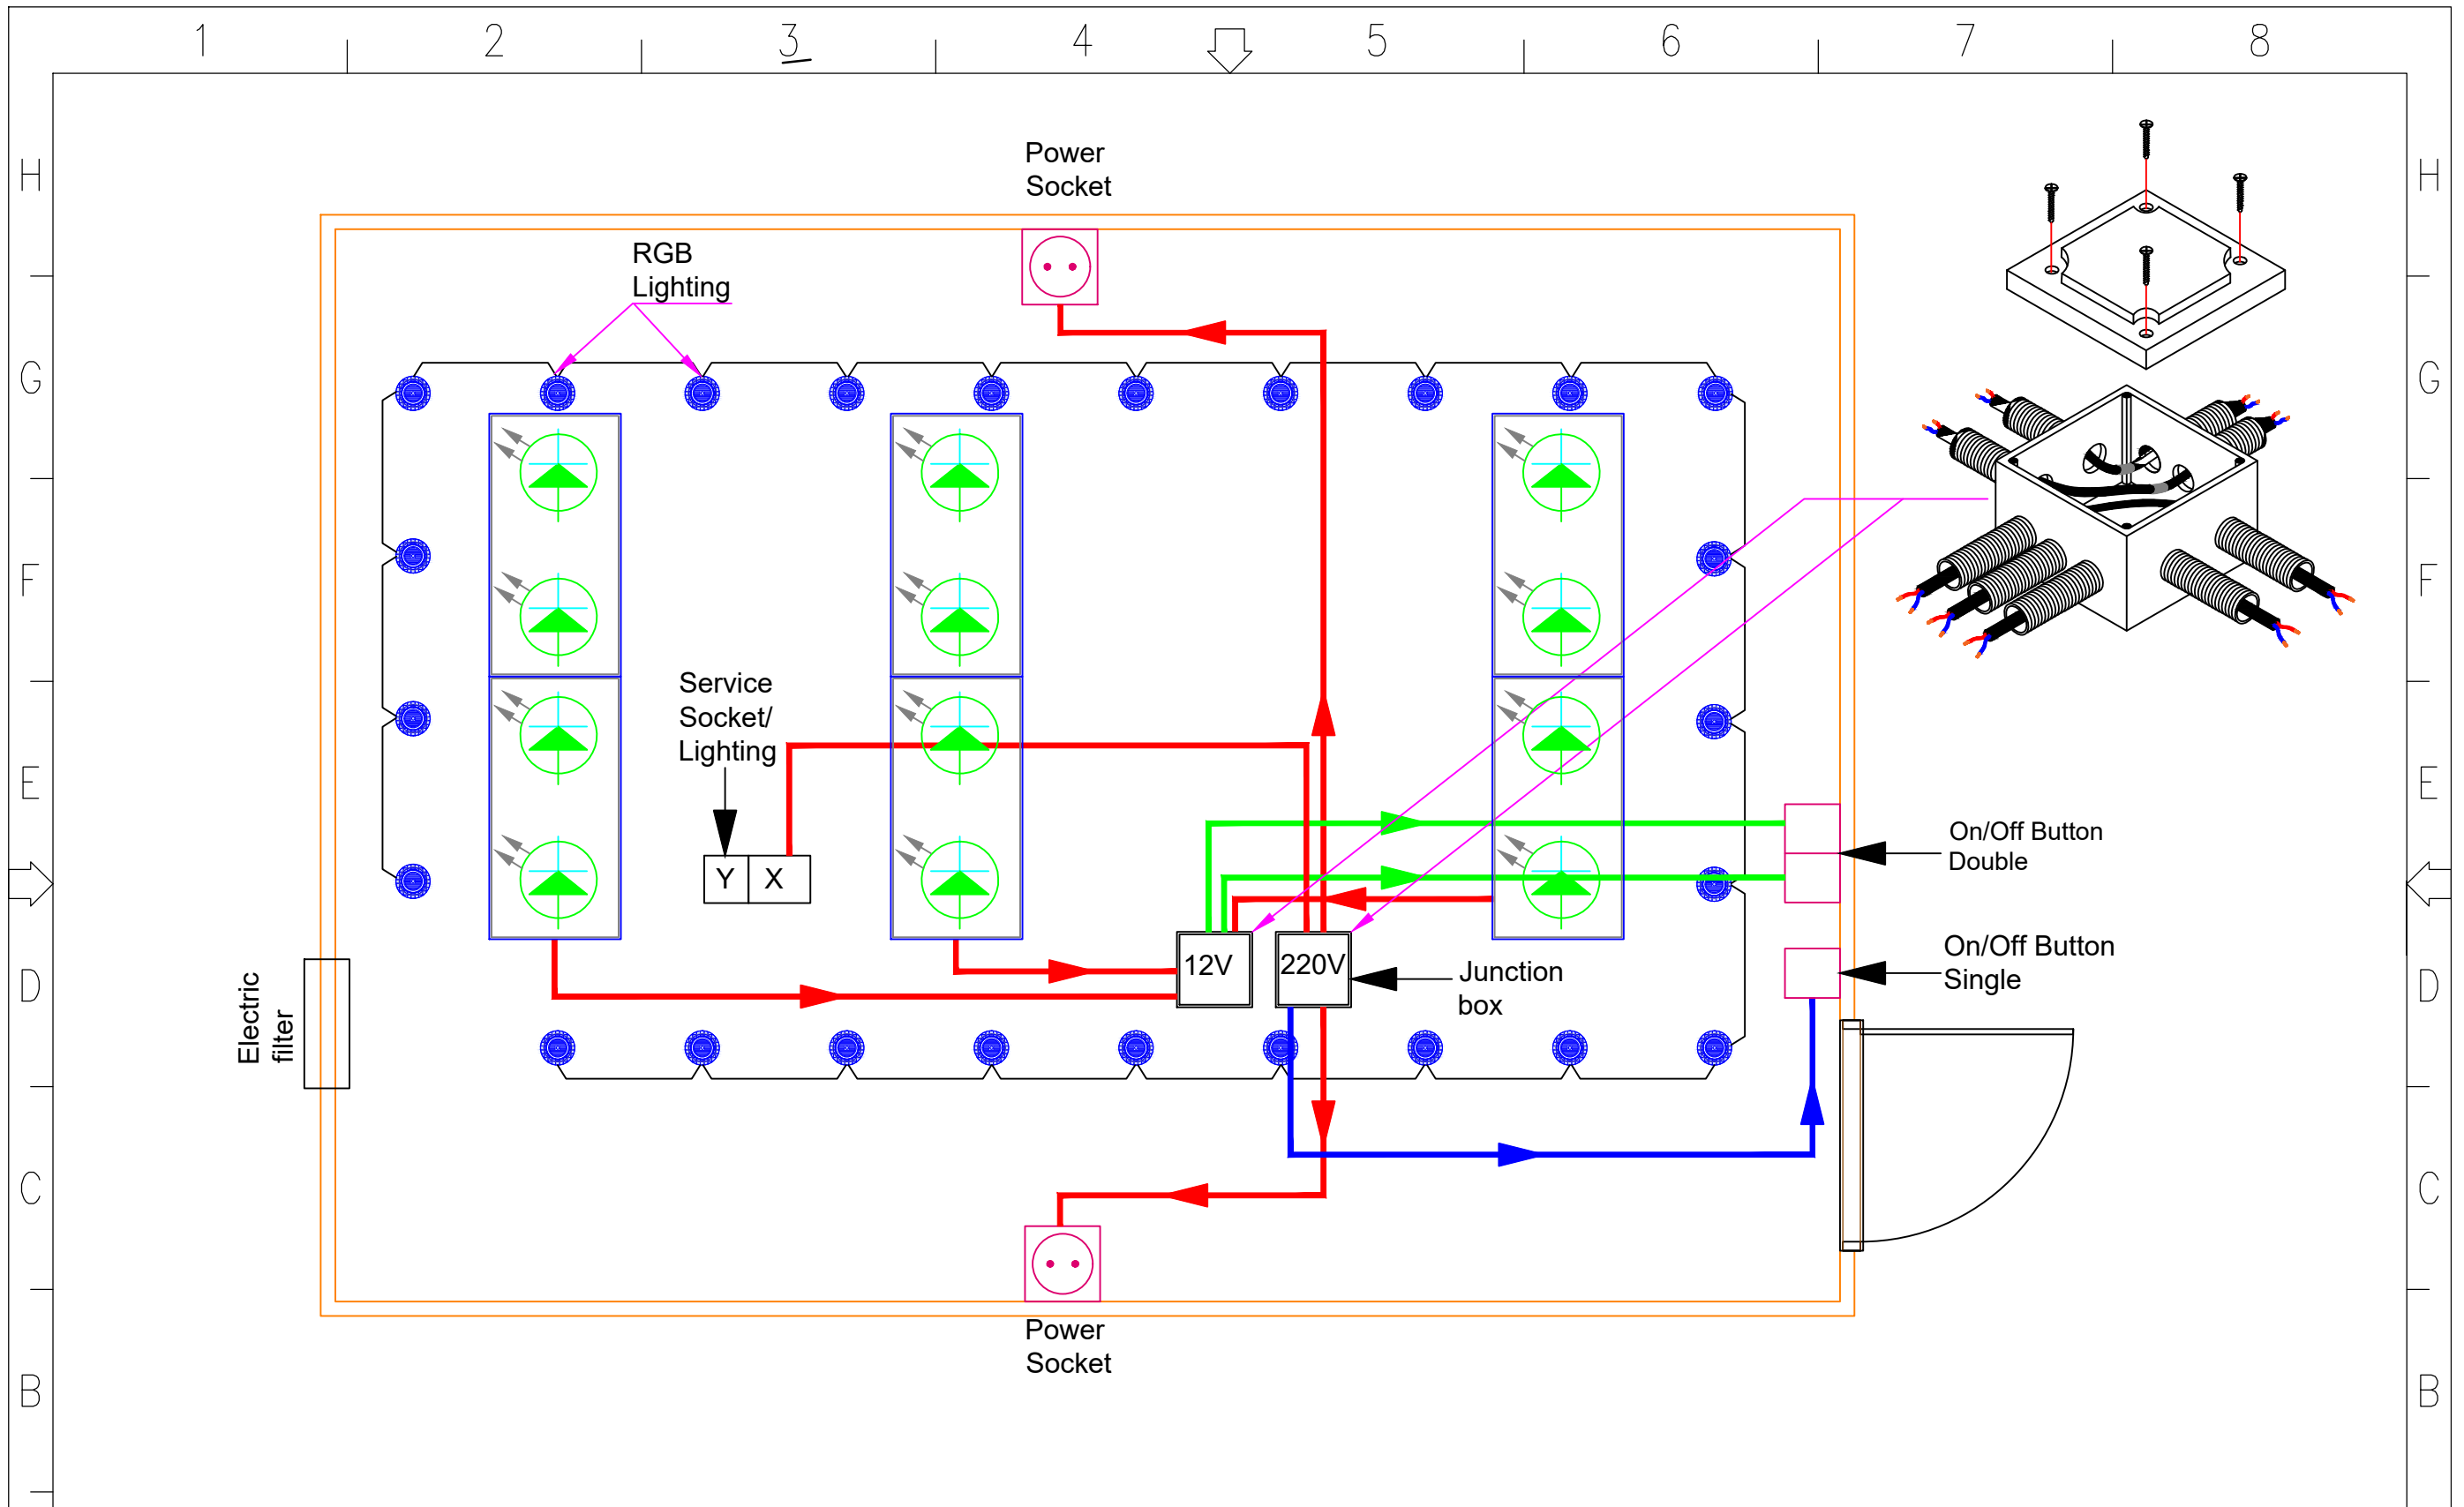 1 2 3 4 5 6 7 8
H H
Power
Socket
RGB
Lighting
G G
F F
Service
Socket/
Lighting
E E
On/Off Button
Double
Y X
On/Off Button
Single
12V 220V
Junction
box
D D
Electric
filter
C C
Power
Socket
B B